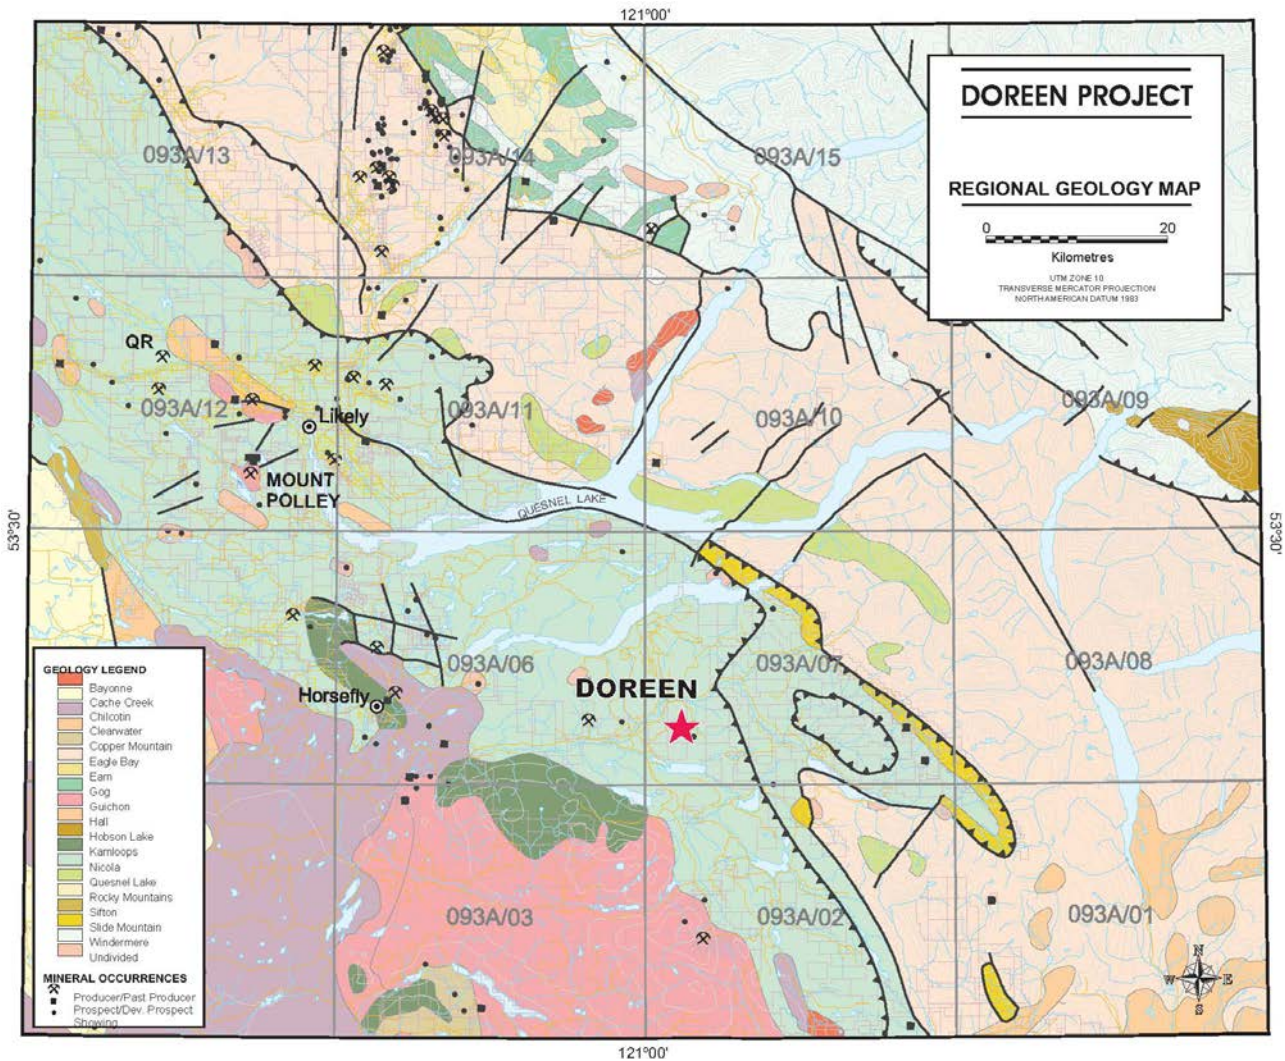 121°00'
DOREEN PROJECT
REGIONAL GEOLOGY MAP
0 20
Kilometres
UTM ZONE 10
TRANSVERSE MERCATOR PROJECTION
NORTH AMERICAN DATUM 1983
093A/13
093A/14
093A/15
QR
093A/12
Likely
093A/11
093A/10
093A/09
MOUNT
POLLEY
QUESNEL LAKE
53°30'
53°30'
093A/06
093A/07
093A/08
Horsefly
DOREEN
093A/03
093A/02
093A/01
GEOLOGY LEGEND
Bayonne
Cache Creek
Chilcotin
Clearwater
Copper Mountain
Eagle Bay
Earn
Gog
Guichon
Hall
Hobson Lake
Kamloops
Nicola
Quesnel Lake
Rocky Mountains
Sifton
Slide Mountain
Windermere
Undivided
MINERAL OCCURRENCES
Producer/Past Producer
Prospect/Dev. Prospect
Showing
N
W E
S
121°00'